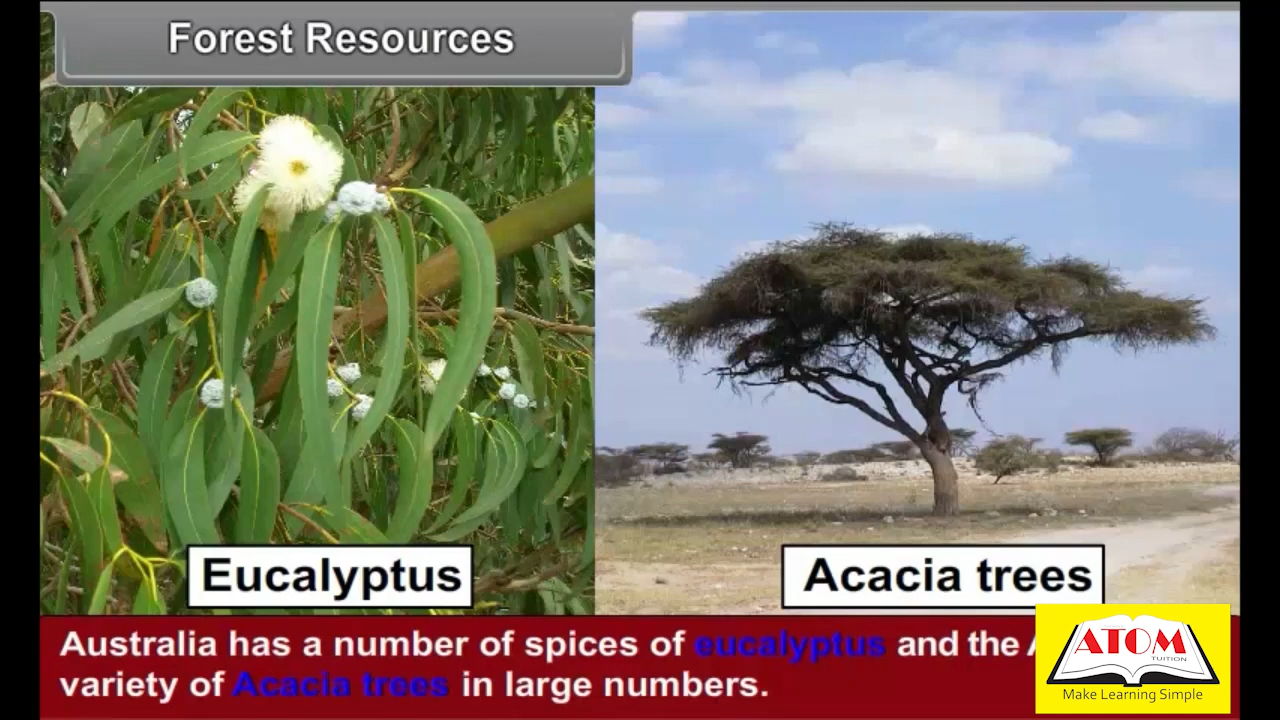 Forest Resources
Eucalyptus
Acacia trees
Australia has a number of spices of eucalyptus and the
variety of Acacia trees in large numbers.
ATOM
TUITION
Make Learning Simple